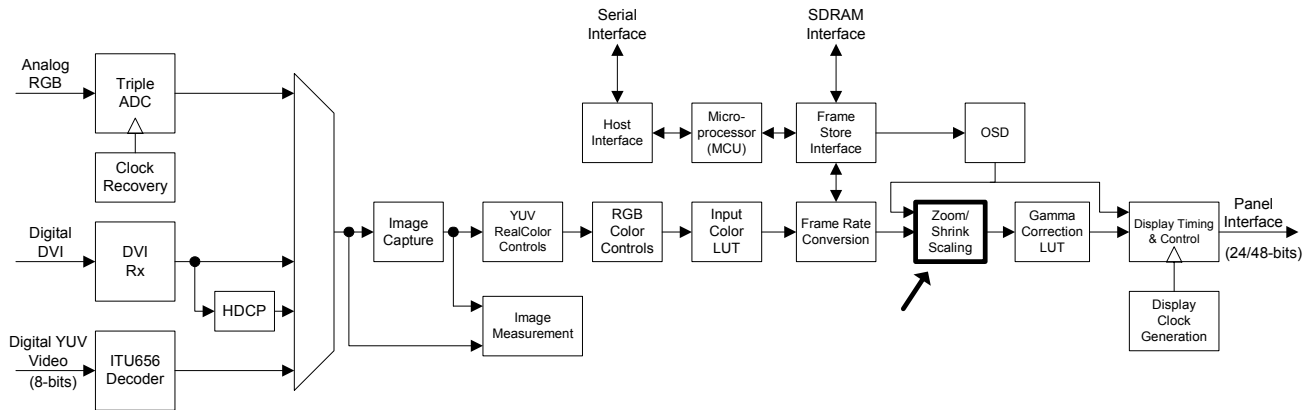 Serial
Interface
SDRAM
Interface
Analog
RGB
Triple
ADC
Clock
Recovery
Host
Interface
Micro-
processor
(MCU)
Frame
Store
Interface
OSD
Digital
DVI
DVI
Rx
HDCP
Image
Capture
YUV
RealColor
Controls
RGB
Color
Controls
Input
Color
LUT
Frame Rate
Conversion
Zoom/
Shrink
Scaling
Gamma
Correction
LUT
Display Timing
& Control
Panel
Interface
(24/48-bits)
Image
Measurement
Display
Clock
Generation
Digital YUV
Video
(8-bits)
ITU656
Decoder